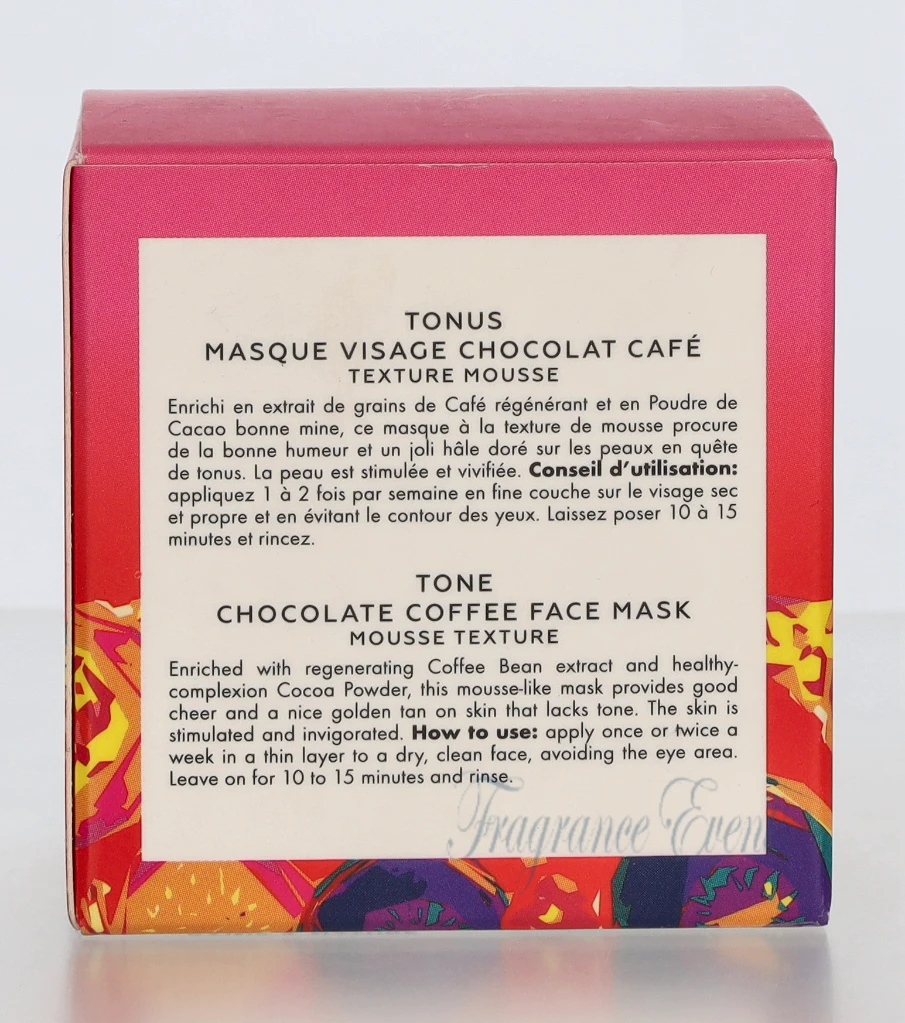 TONUS
MASQUE VISAGE CHOCOLAT CAFÉ
TEXTURE MOUSSE
Enrichi en extrait de grains de Café régénérant et en Poudre de
Cacao bonne mine, ce masque à la texture de mousse procure
de la bonne humeur et un joli hâle doré sur les peaux en quête
de tonus. La peau est stimulée et vivifiée. Conseil d'utilisation:
appliquez 1 à 2 fois par semaine en fine couche sur le visage sec
et propre et en évitant le contour des yeux. Laissez poser 10 à 15
minutes et rincez.
TONE
CHOCOLATE COFFEE FACE MASK
MOUSSE TEXTURE
Enriched with regenerating Coffee Bean extract and healthy-
complexion Cocoa Powder, this mousse-like mask provides good
cheer and a nice golden tan on skin that lacks tone. The skin is
stimulated and invigorated. How to use: apply once or twice a
week in a thin layer to a dry, clean face, avoiding the eye area.
Leave on for 10 to 15 minutes and rinse.
Fragrance Even